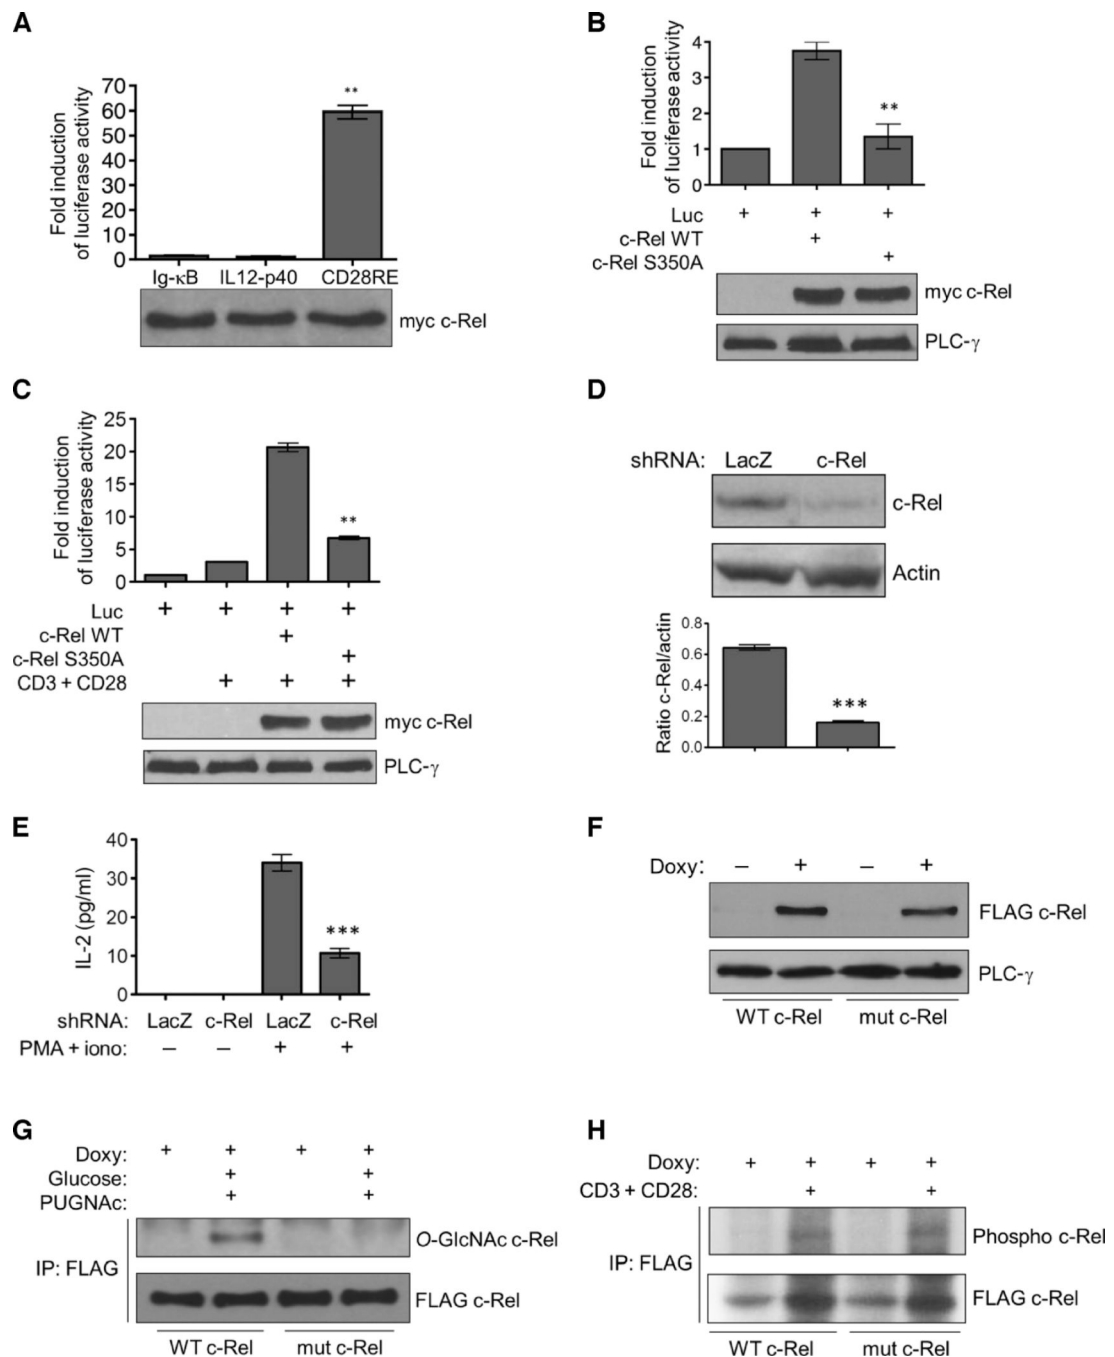 A
Fold induction
of luciferase activity
70
60
50
40
30
20
10
0
**
Ig-κB IL12-p40 CD28RE
myc c-Rel
B
Fold induction
of luciferase activity
4
3
2
1
0
**
Luc + + +
c-Rel WT +
c-Rel S350A +
myc c-Rel
PLC-γ
C
Fold induction
of luciferase activity
25
20
15
10
5
0
**
Luc + + + +
c-Rel WT +
c-Rel S350A +
CD3 + CD28 + + +
myc c-Rel
PLC-γ
D
shRNA: LacZ c-Rel
c-Rel
Actin
Ratio c-Rel/actin
0.8
0.6
0.4
0.2
0.0
***
E
IL-2 (pg/ml)
40
30
20
10
0
***
shRNA: LacZ c-Rel LacZ c-Rel
PMA + iono: – – + +
F
Doxy: – + – +
FLAG c-Rel
PLC-γ
WT c-Rel mut c-Rel
G
Doxy: + + + +
Glucose: + +
PUGNAc: + +
IP: FLAG
O-GlcNAc c-Rel
FLAG c-Rel
WT c-Rel mut c-Rel
H
Doxy: + + + +
CD3 + CD28: + +
IP: FLAG
Phospho c-Rel
FLAG c-Rel
WT c-Rel mut c-Rel